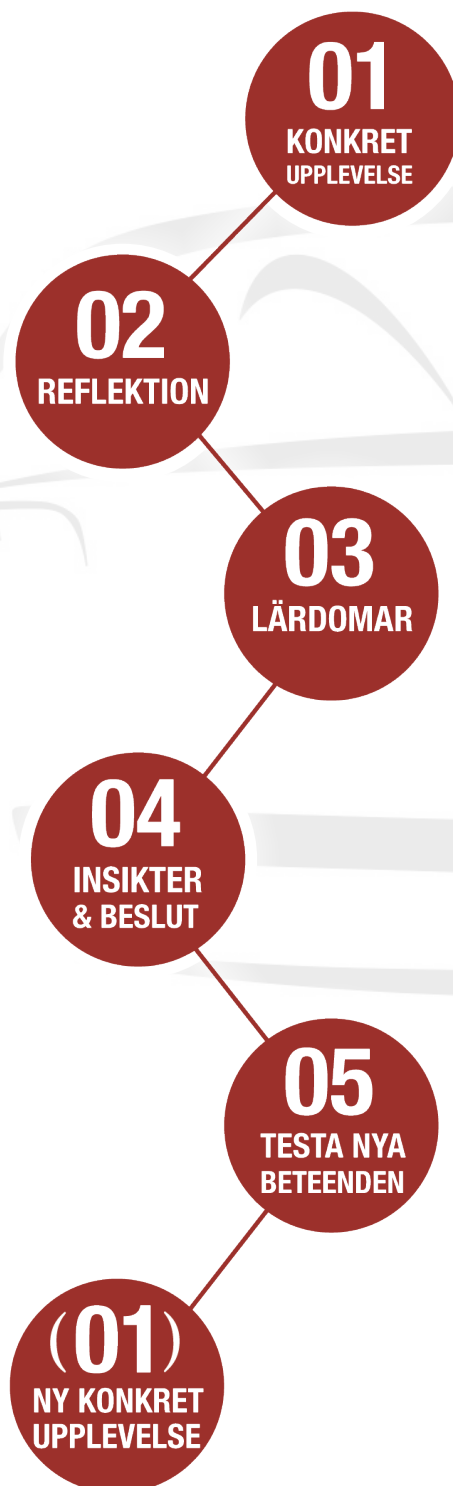 01
KONKRET
UPPLEVELSE
02
REFLEKTION
03
LÄRDOMAR
04
INSIKTER
& BESLUT
05
TESTA NYA
BETEENDEN
(01)
NY KONKRET
UPPLEVELSE